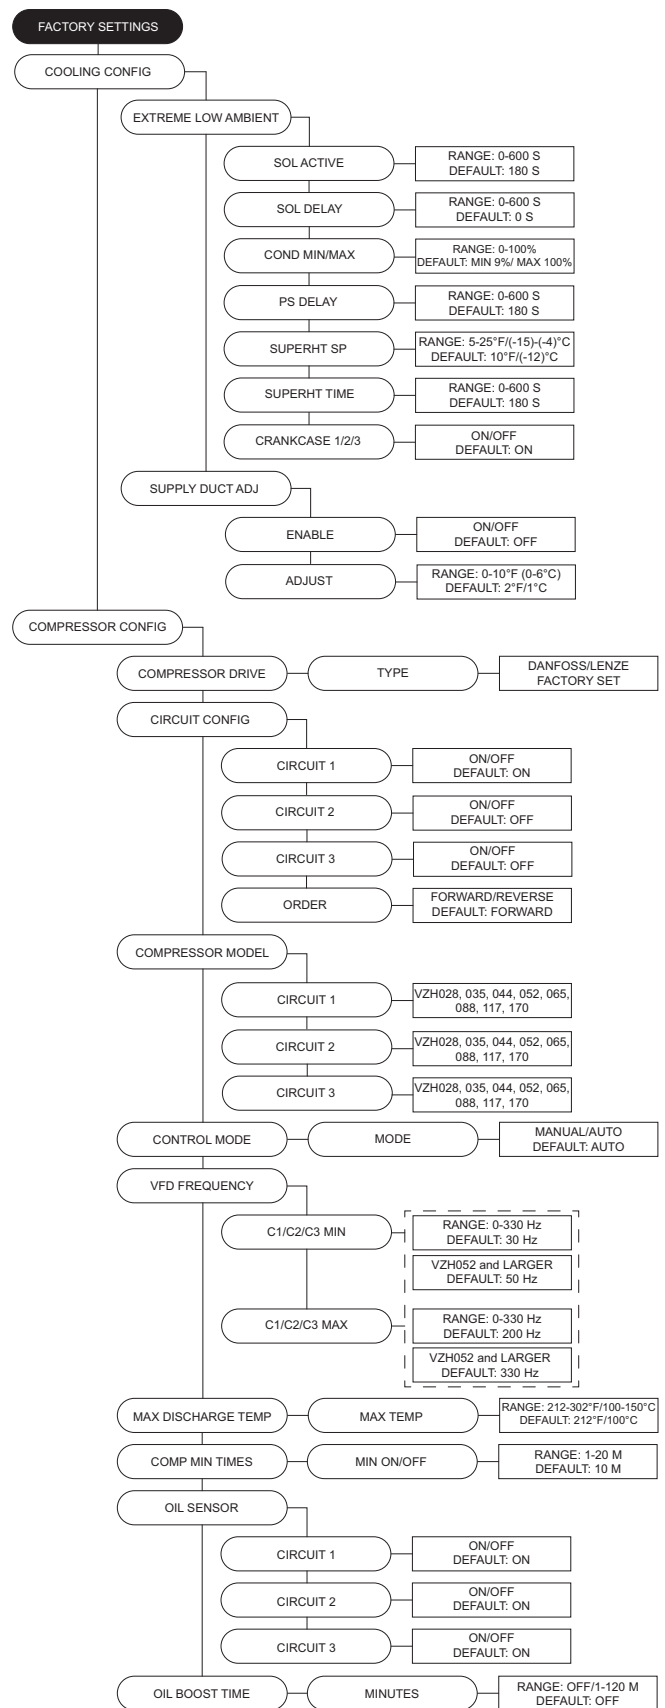 FACTORY SETTINGS
COOLING CONFIG
EXTREME LOW AMBIENT
SOL ACTIVE
RANGE: 0-600 S
DEFAULT: 180 S
SOL DELAY
RANGE: 0-600 S
DEFAULT: 0 S
COND MIN/MAX
RANGE: 0-100%
DEFAULT: MIN 9%/ MAX 100%
PS DELAY
RANGE: 0-600 S
DEFAULT: 180 S
SUPERHT SP
RANGE: 5-25°F/(-15)-(-4)°C
DEFAULT: 10°F/(-12)°C
SUPERHT TIME
RANGE: 0-600 S
DEFAULT: 180 S
CRANKCASE 1/2/3
ON/OFF
DEFAULT: ON
SUPPLY DUCT ADJ
ENABLE
ON/OFF
DEFAULT: OFF
ADJUST
RANGE: 0-10°F (0-6°C)
DEFAULT: 2°F/1°C
COMPRESSOR CONFIG
COMPRESSOR DRIVE
TYPE
DANFOSS/LENZE
FACTORY SET
CIRCUIT CONFIG
CIRCUIT 1
ON/OFF
DEFAULT: ON
CIRCUIT 2
ON/OFF
DEFAULT: OFF
CIRCUIT 3
ON/OFF
DEFAULT: OFF
ORDER
FORWARD/REVERSE
DEFAULT: FORWARD
COMPRESSOR MODEL
CIRCUIT 1
VZH028, 035, 044, 052, 065,
088, 117, 170
CIRCUIT 2
VZH028, 035, 044, 052, 065,
088, 117, 170
CIRCUIT 3
VZH028, 035, 044, 052, 065,
088, 117, 170
CONTROL MODE
MODE
MANUAL/AUTO
DEFAULT: AUTO
VFD FREQUENCY
C1/C2/C3 MIN
RANGE: 0-330 Hz
DEFAULT: 30 Hz
VZH052 and LARGER
DEFAULT: 50 Hz
C1/C2/C3 MAX
RANGE: 0-330 Hz
DEFAULT: 200 Hz
VZH052 and LARGER
DEFAULT: 330 Hz
MAX DISCHARGE TEMP
MAX TEMP
RANGE: 212-302°F/100-150°C
DEFAULT: 212°F/100°C
COMP MIN TIMES
MIN ON/OFF
RANGE: 1-20 M
DEFAULT: 10 M
OIL SENSOR
CIRCUIT 1
ON/OFF
DEFAULT: ON
CIRCUIT 2
ON/OFF
DEFAULT: ON
CIRCUIT 3
ON/OFF
DEFAULT: ON
OIL BOOST TIME
MINUTES
RANGE: OFF/1-120 M
DEFAULT: OFF